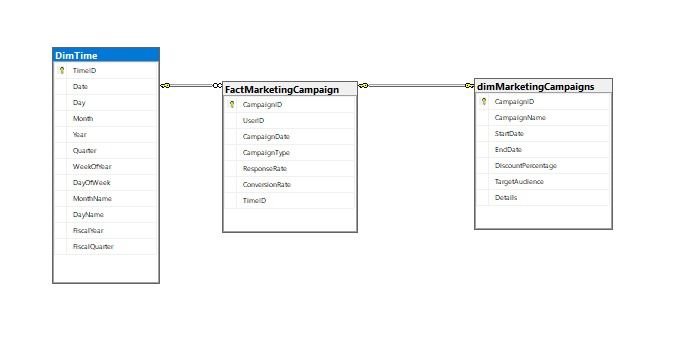 DimTime
TimeID
Date
Day
Month
Year
Quarter
WeekOfYear
DayOfWeek
MonthName
DayName
FiscalYear
FiscalQuarter
FactMarketingCampaign
CampaignID
UserID
CampaignDate
CampaignType
ResponseRate
ConversionRate
TimeID
dimMarketingCampaigns
CampaignID
CampaignName
StartDate
EndDate
DiscountPercentage
TargetAudience
Details